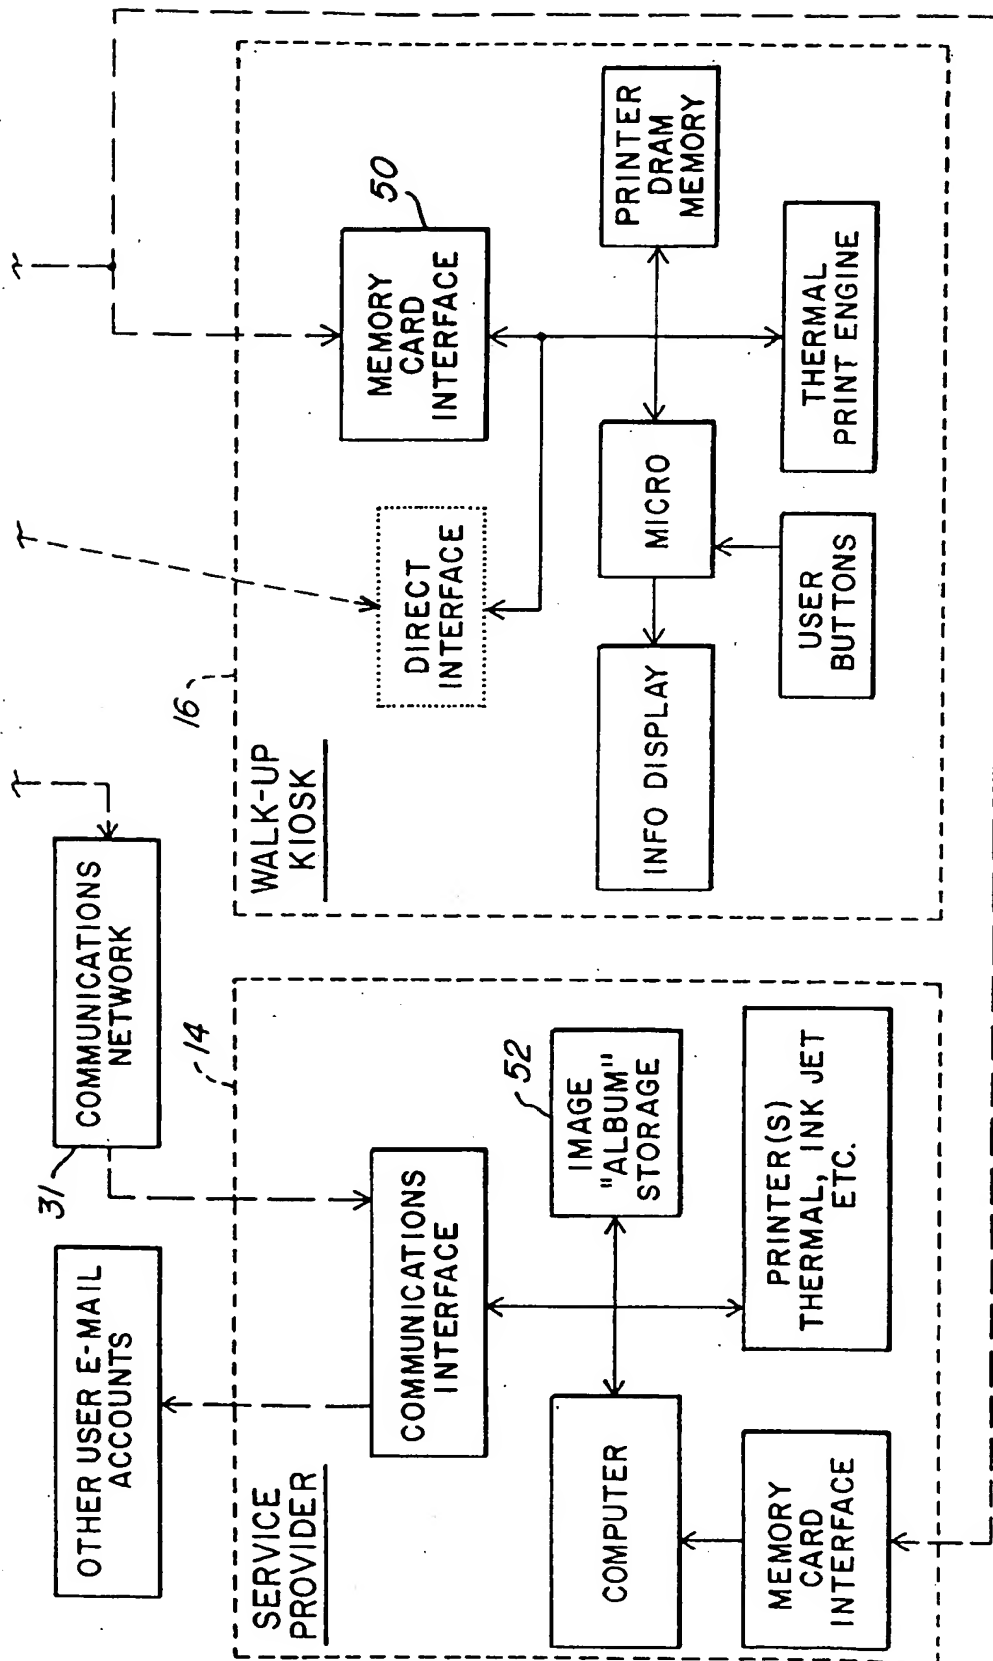 OTHER USER E-MAIL
ACCOUNTS
31
COMMUNICATIONS
NETWORK
14
SERVICE
PROVIDER
COMMUNICATIONS
INTERFACE
COMPUTER
IMAGE
"ALBUM"
STORAGE
52
MEMORY
CARD
INTERFACE
PRINTER(S)
THERMAL, INK JET
ETC.
16
WALK-UP
KIOSK
DIRECT
INTERFACE
MEMORY
CARD
INTERFACE
50
INFO DISPLAY
MICRO
PRINTER
DRAM
MEMORY
USER
BUTTONS
THERMAL
PRINT ENGINE